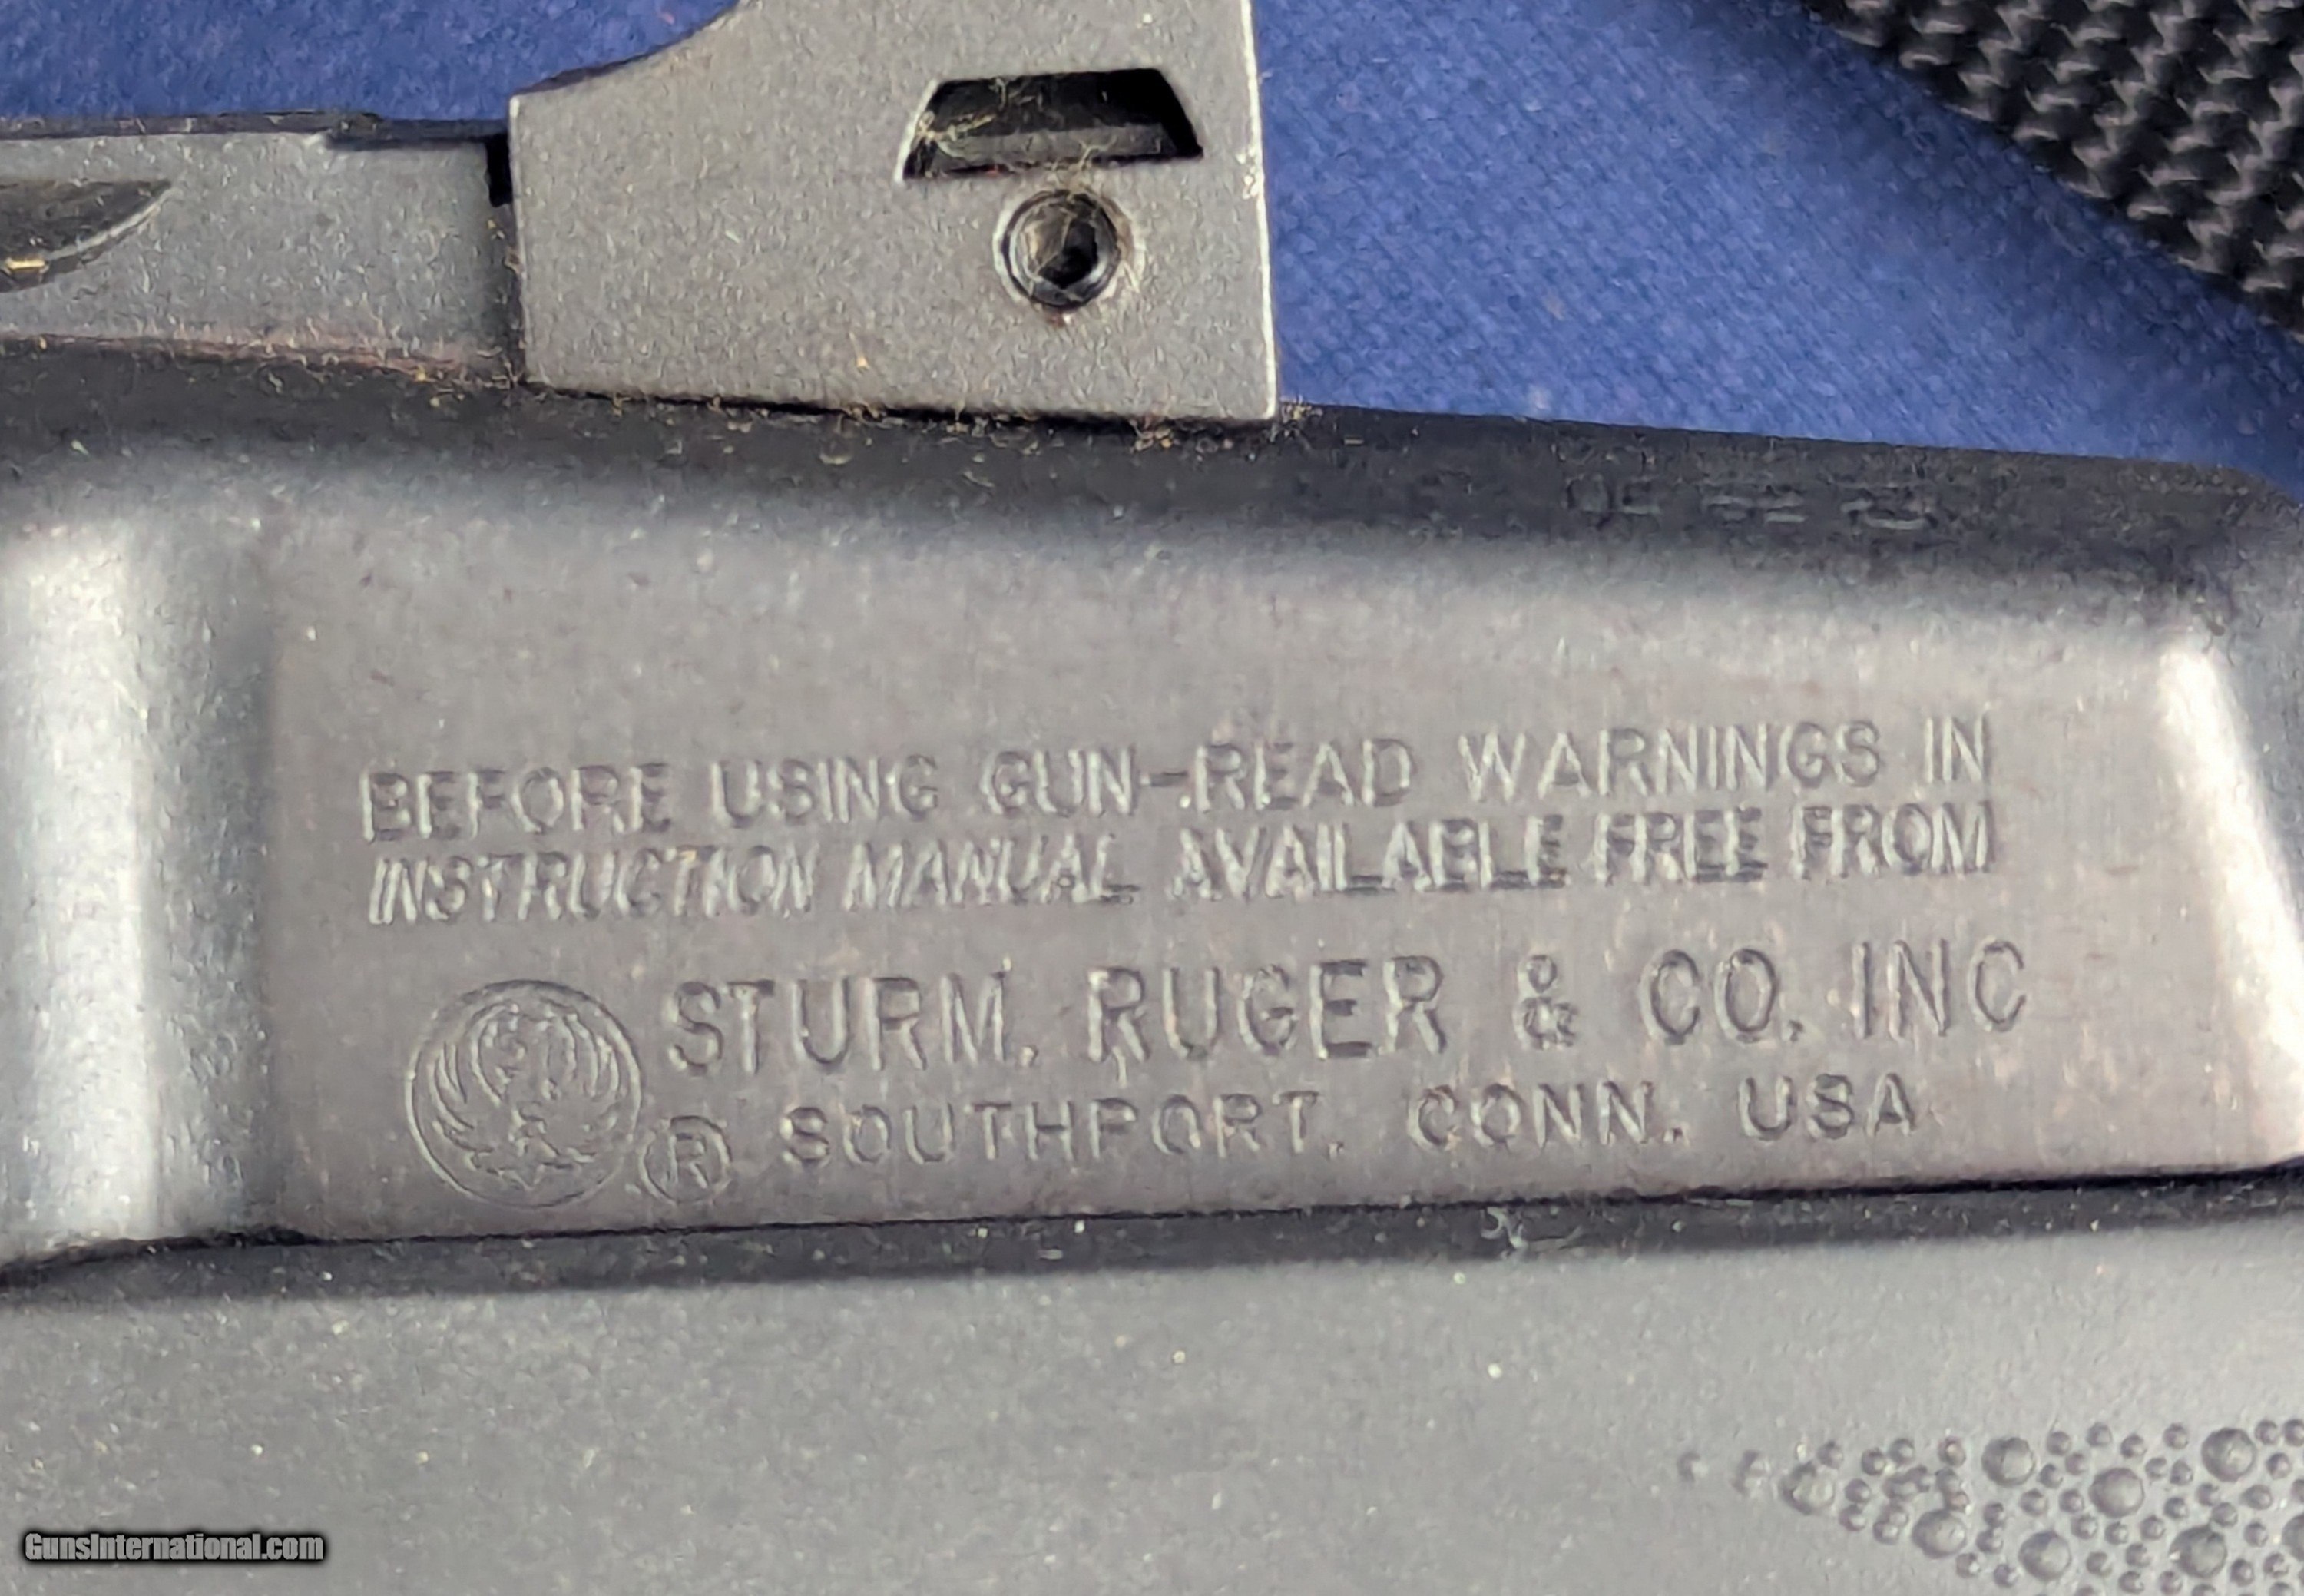 BEFORE USING GUN-READ WARNINGS IN
INSTRUCTION MANUAL AVAILABLE FREE FROM
STURM, RUGER & CO. INC
® SOUTHPORT, CONN. USA
GunsInternational.com